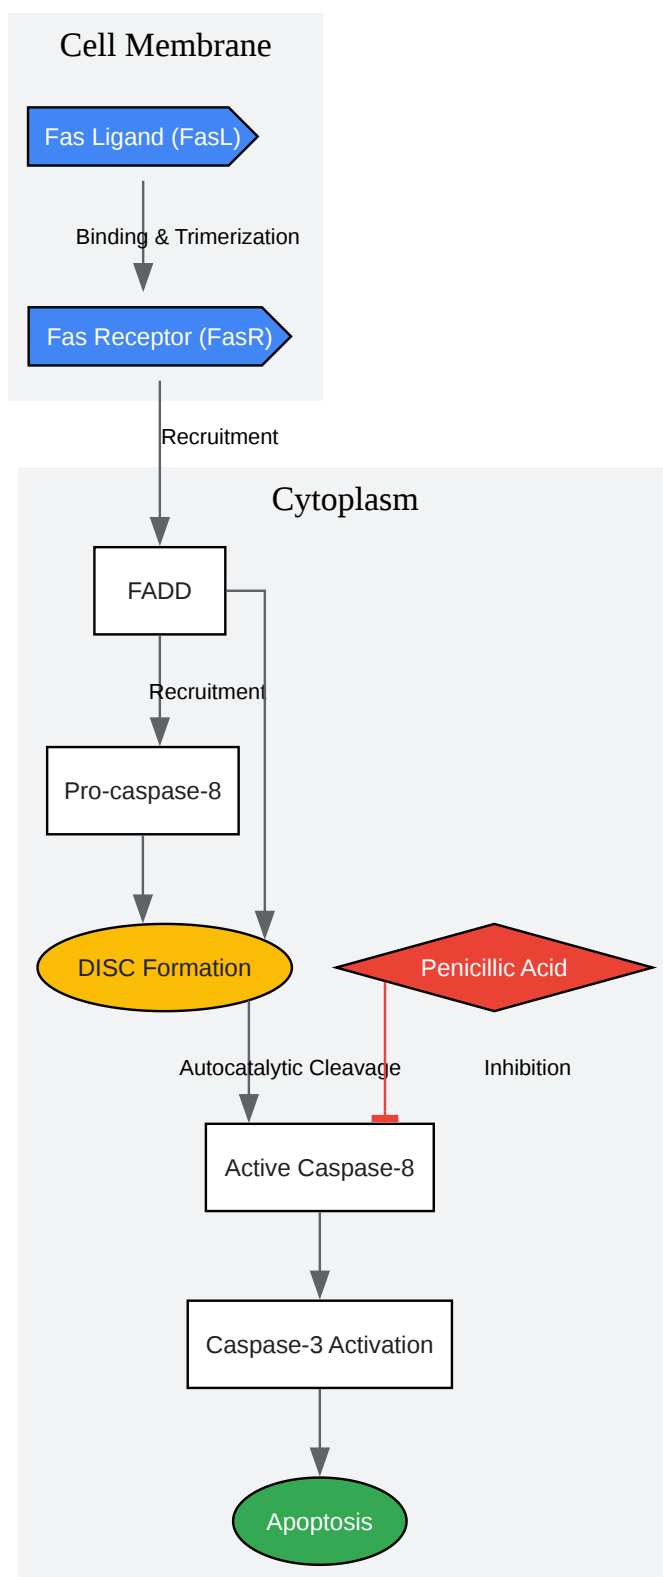 Cell Membrane
Fas Ligand (FasL)
Binding & Trimerization
Fas Receptor (FasR)
Recruitment
Cytoplasm
FADD
Recruitment
Pro-caspase-8
DISC Formation
Penicillic Acid
Autocatalytic Cleavage
Inhibition
Active Caspase-8
Caspase-3 Activation
Apoptosis